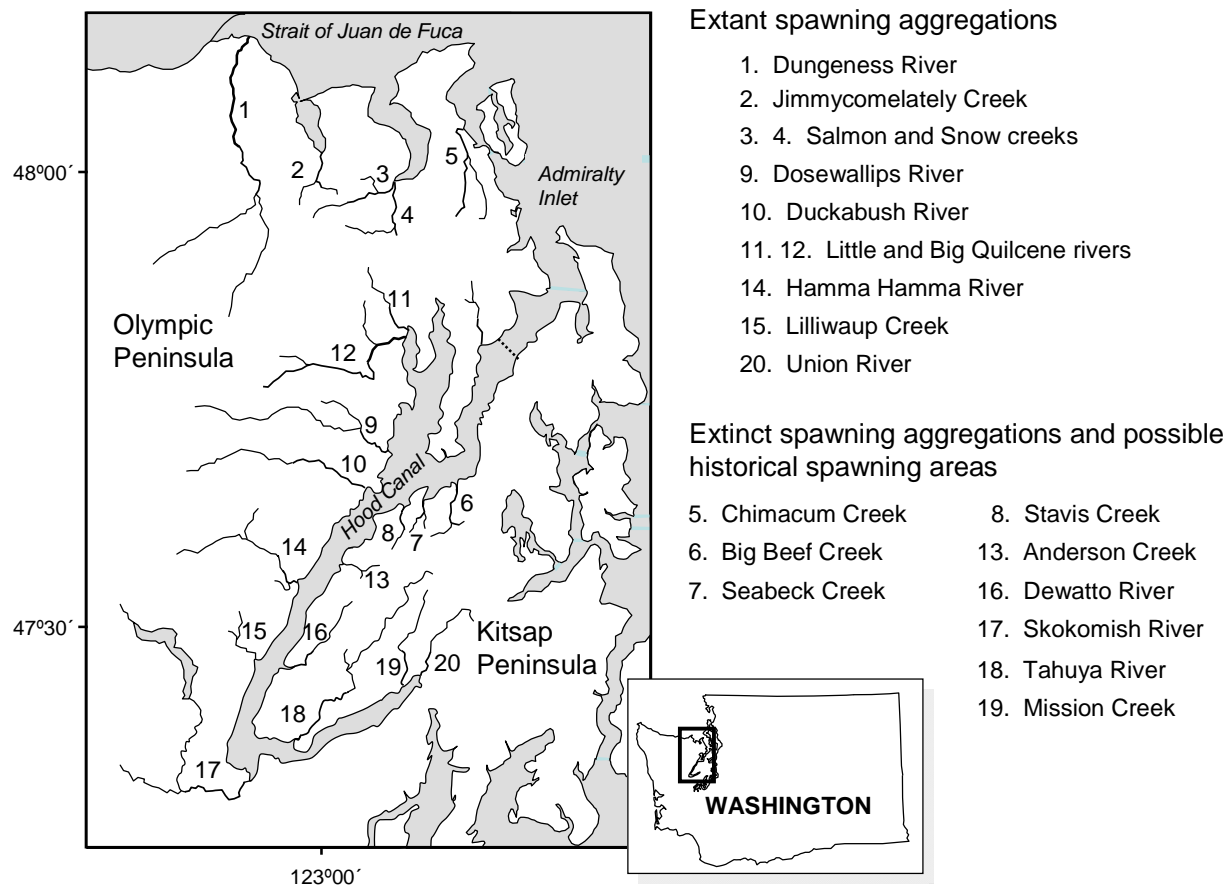 Strait of Juan de Fuca
1
2
3
4
5
48º00´
Admiralty
Inlet
Olympic
Peninsula
11
12
9
10
Hood Canal
6
8
7
14
13
47º30´
15
16
19
20
Kitsap
Peninsula
18
17
123º00´
Extant spawning aggregations
1. Dungeness River
2. Jimmycomelately Creek
3. 4. Salmon and Snow creeks
9. Dosewallips River
10. Duckabush River
11. 12. Little and Big Quilcene rivers
14. Hamma Hamma River
15. Lilliwaup Creek
20. Union River
Extinct spawning aggregations and possible
historical spawning areas
5. Chimacum Creek
6. Big Beef Creek
7. Seabeck Creek
8. Stavis Creek
13. Anderson Creek
16. Dewatto River
17. Skokomish River
18. Tahuya River
19. Mission Creek
WASHINGTON